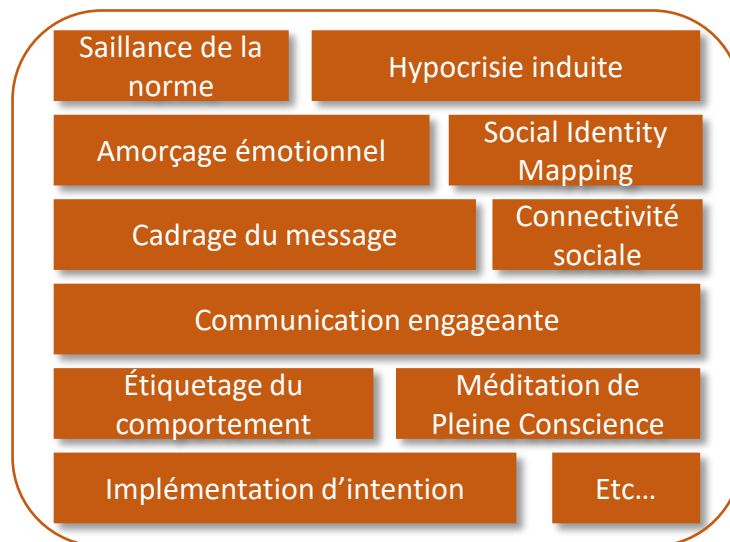 Saillance de la
norme
Hypocrisie induite
Amorçage émotionnel
Social Identity
Mapping
Cadrage du message
Connectivité
sociale
Communication engageante
Étiquetage du
comportement
Méditation de
Pleine Conscience
Implémentation d’intention
Etc…